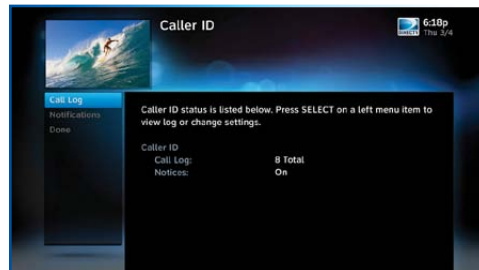 Caller ID
6:18p
DIRECTV
Thu 3/4
Call Log
Notifications
Done
Caller ID status is listed below. Press SELECT on a left menu item to
view log or change settings.
Caller ID
Call Log: 8 Total
Notices: On